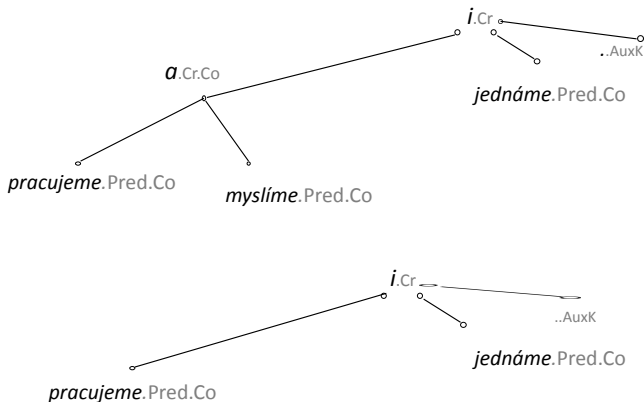 i.Cr
..AuxK
a.Cr.Co
jednáme.Pred.Co
pracujeme.Pred.Co
myslíme.Pred.Co
i.Cr
..AuxK
jednáme.Pred.Co
pracujeme.Pred.Co